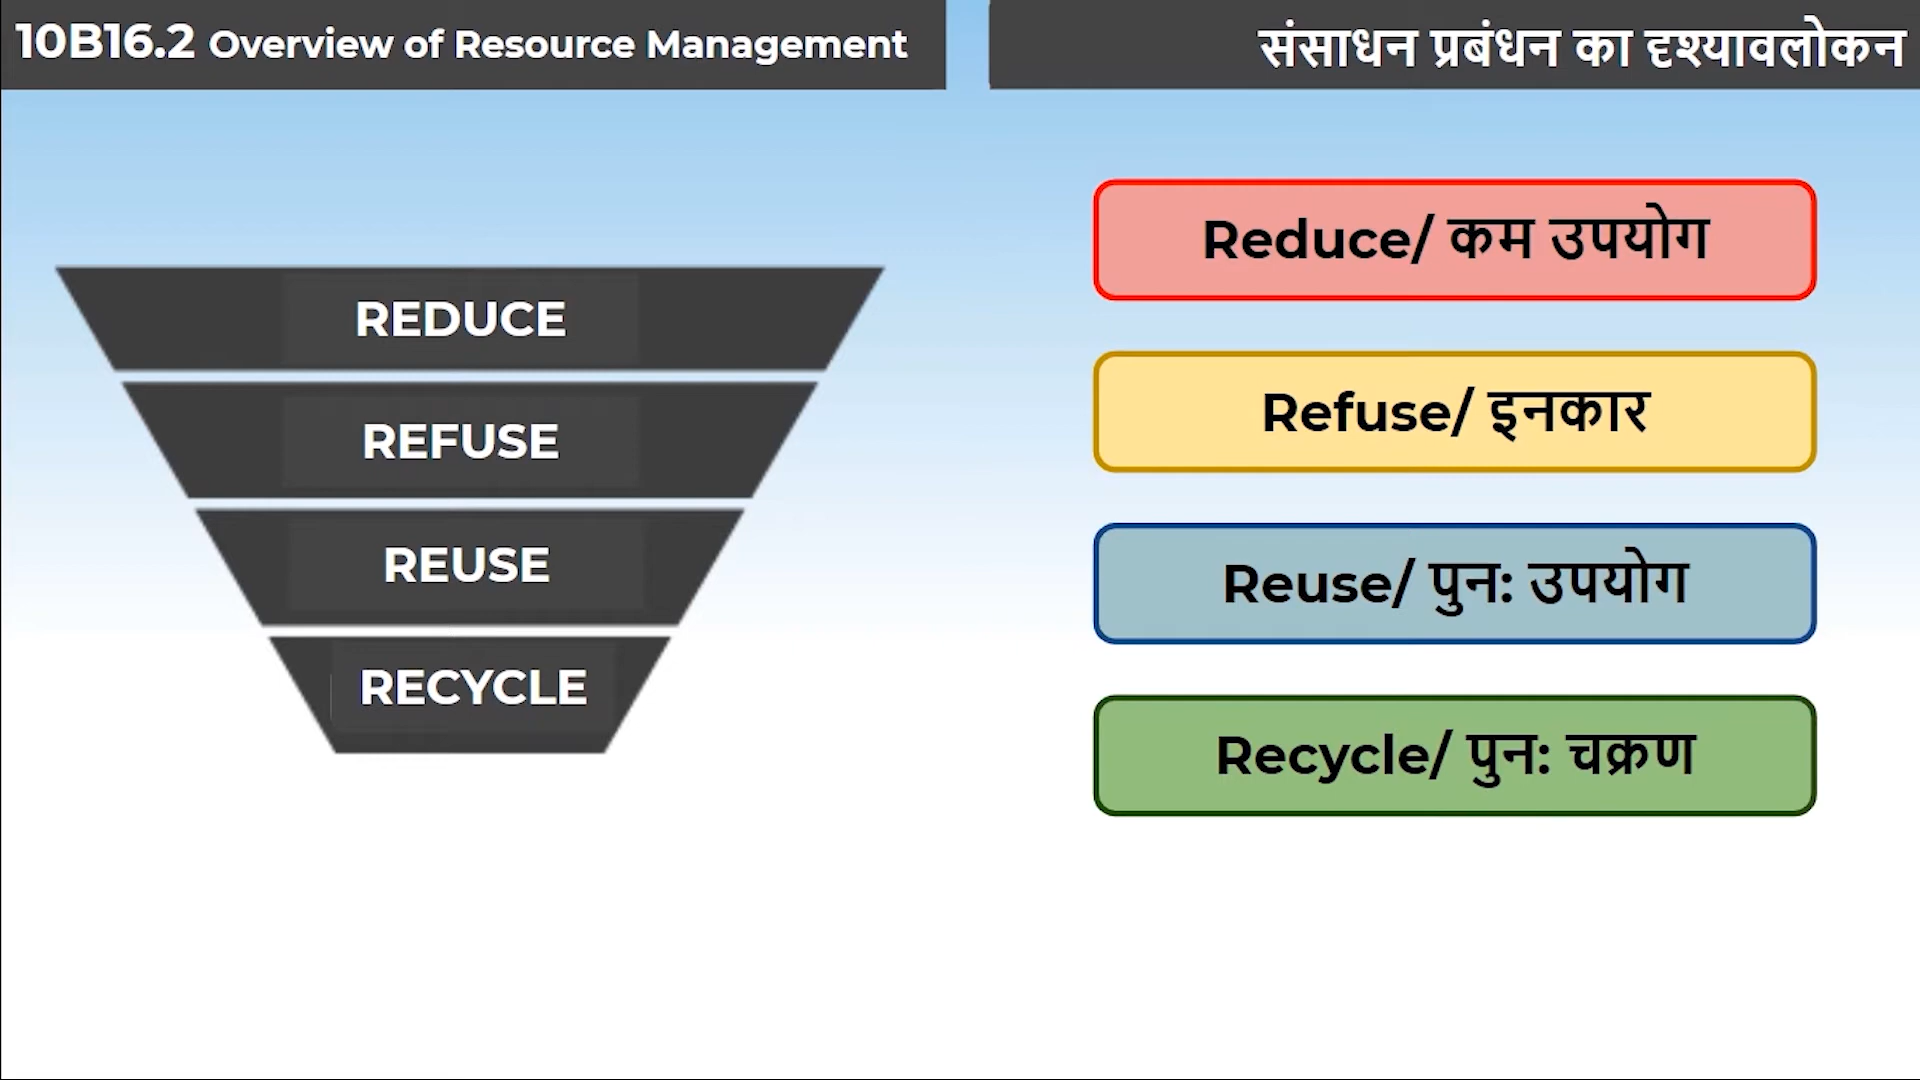 10B16.2 Overview of Resource Management
संसाधन प्रबंधन का दृश्यावलोकन
REDUCE
REFUSE
REUSE
RECYCLE
Reduce/ कम उपयोग
Refuse/ इनकार
Reuse/ पुन: उपयोग
Recycle/ पुन: चक्रण